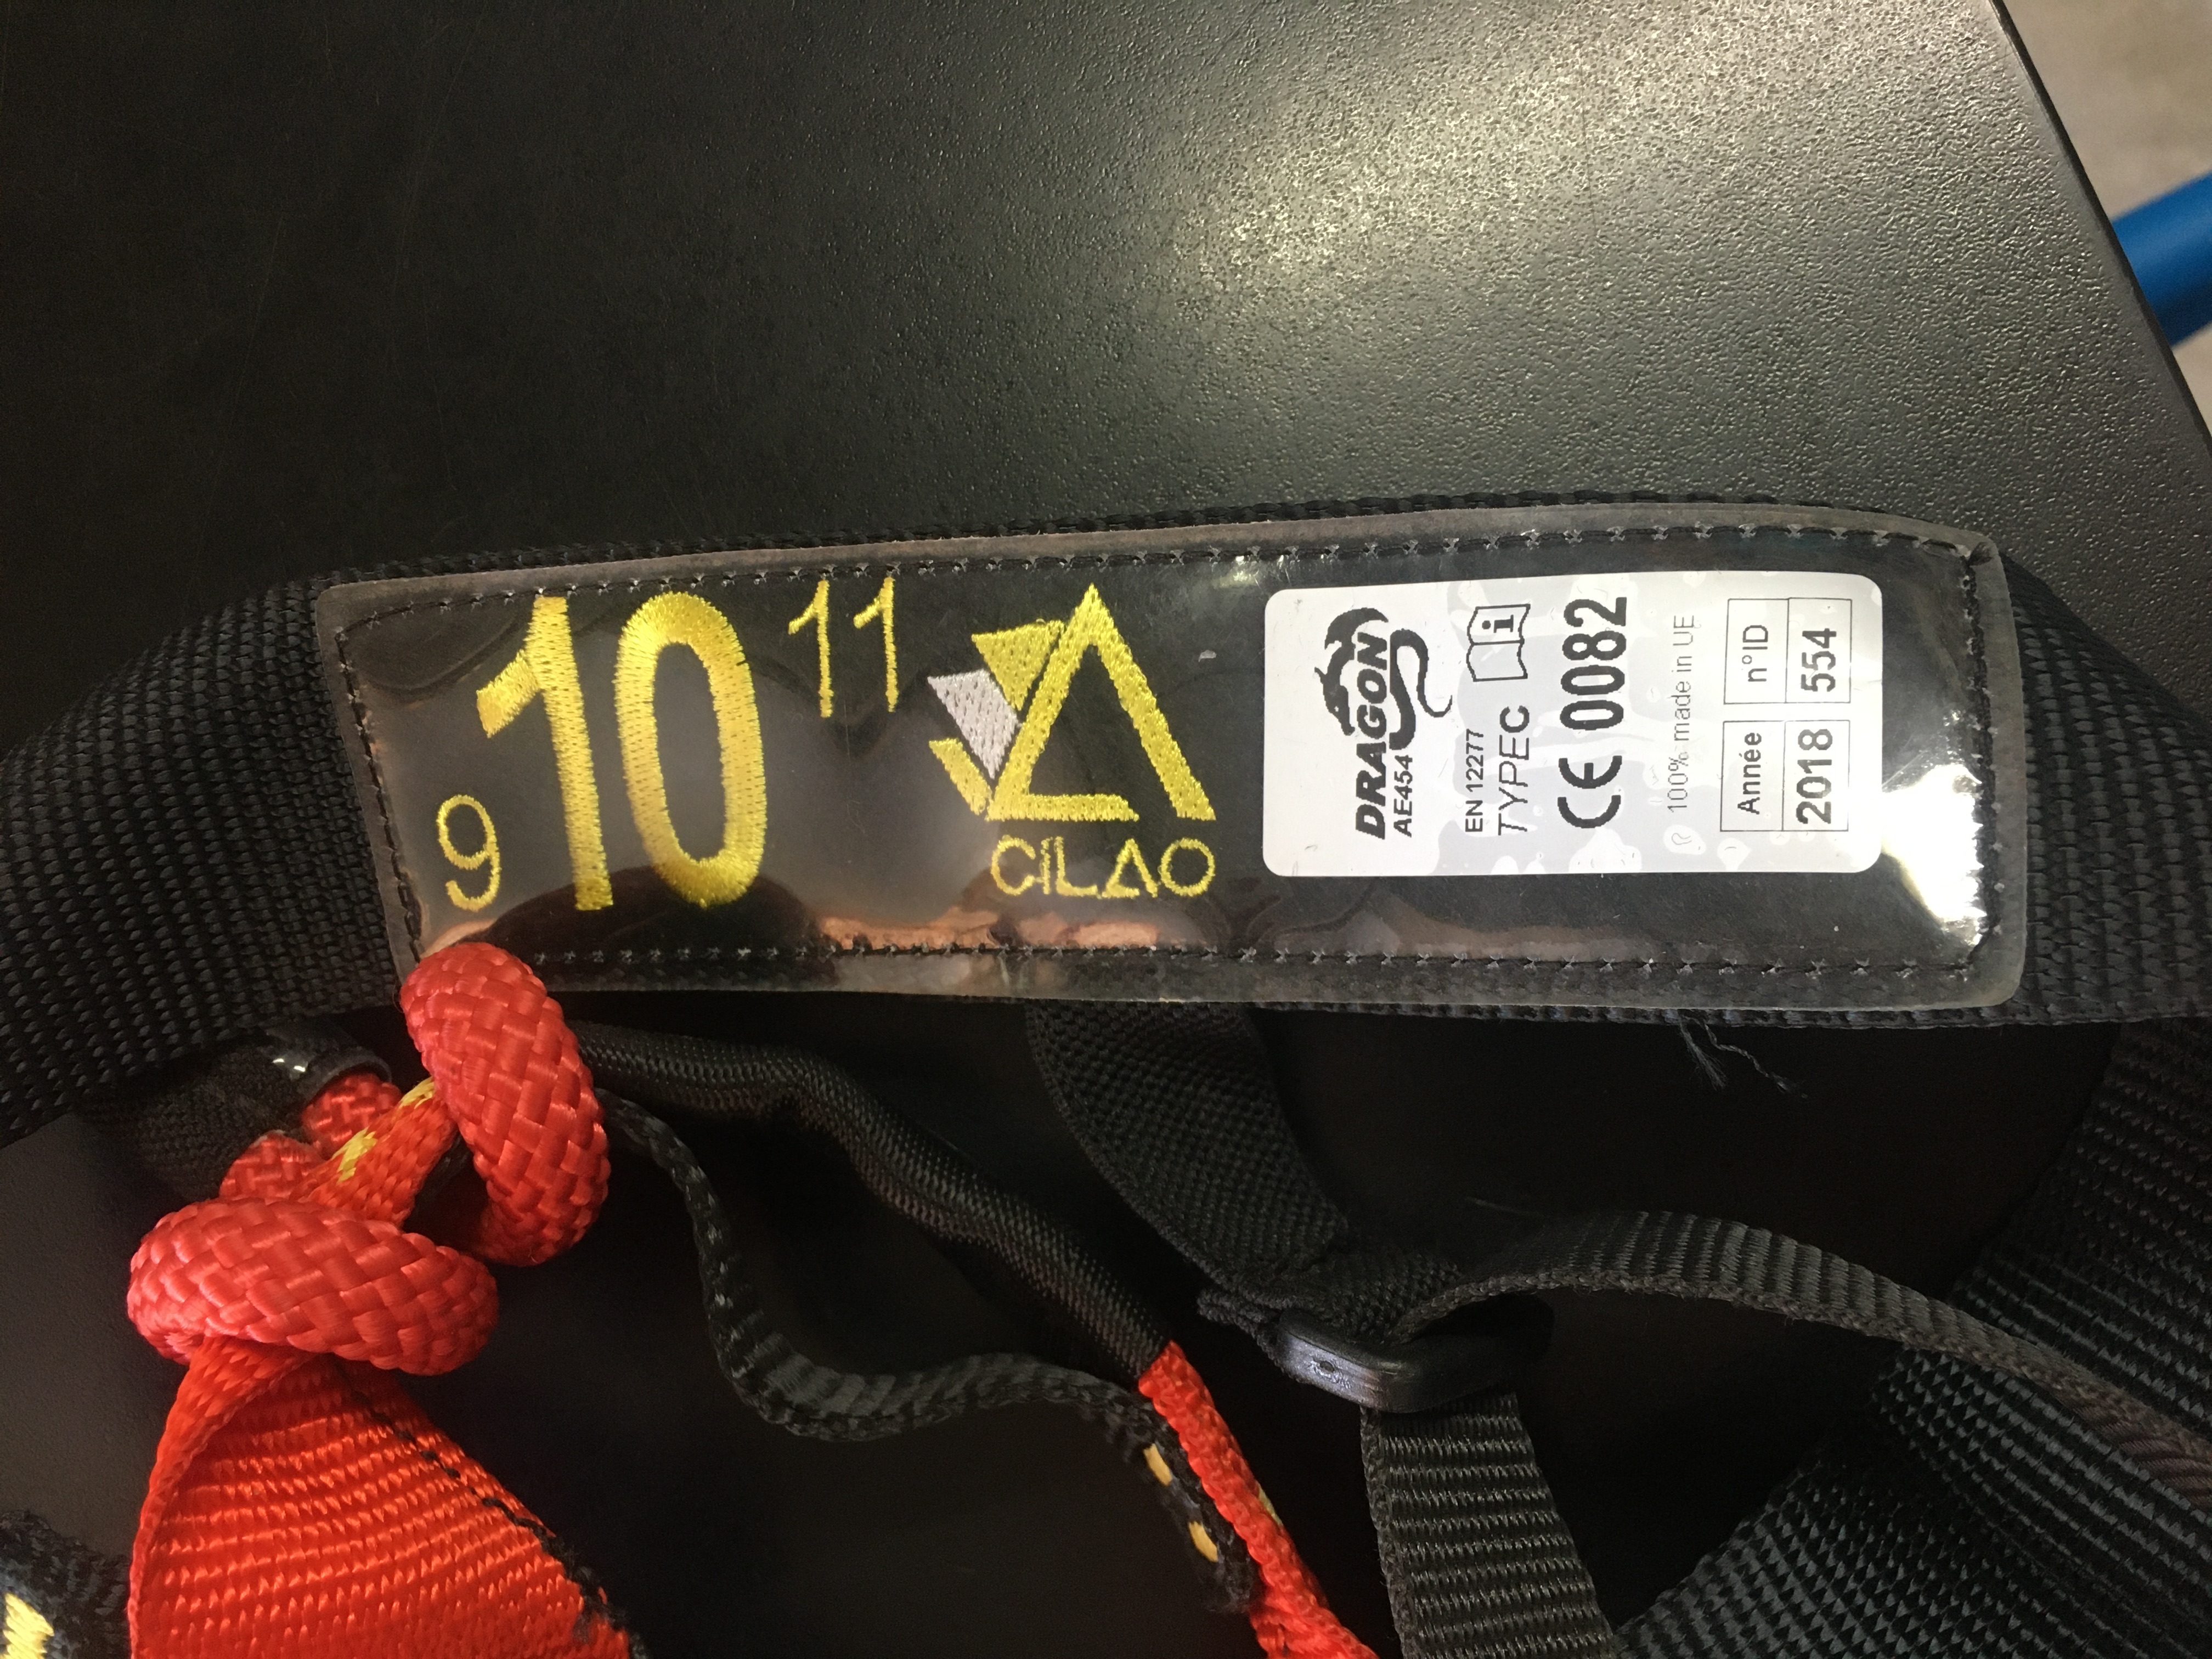 9 10 11
CiLAO
DRAGON
AE454
EN 12277
TYPE C
CE 0082
100% made in UE
Année n°ID
2018 554